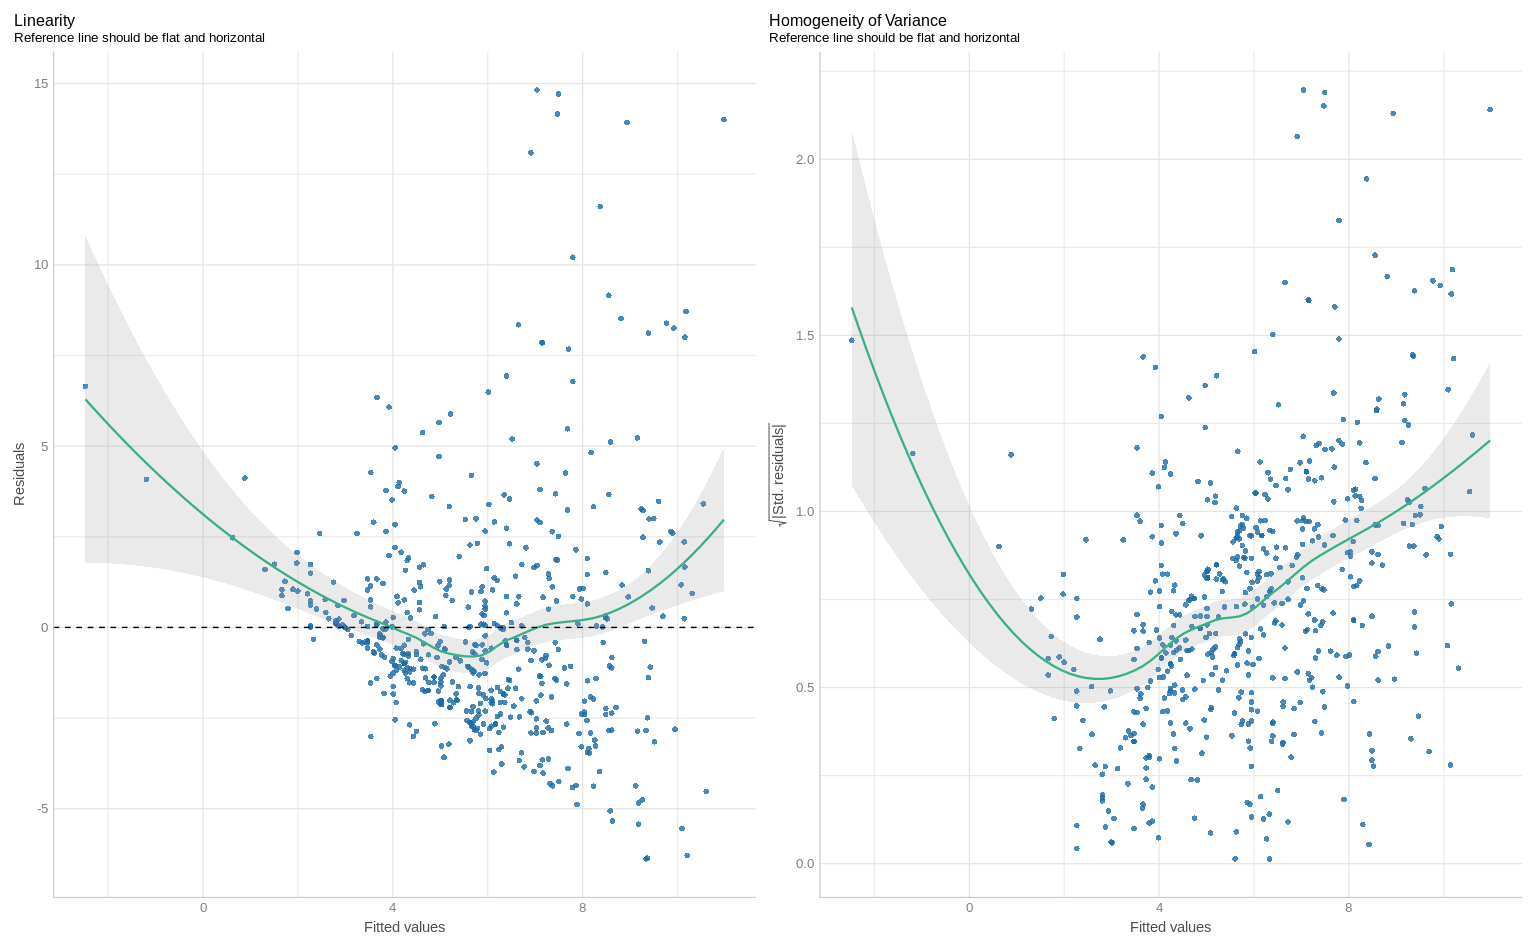 Linearity
Reference line should be flat and horizontal
15
10
5
0
-5
Residuals
0
4
8
Fitted values
Homogeneity of Variance
Reference line should be flat and horizontal
2.0
1.5
1.0
0.5
0.0
√|Std. residuals|
0
4
8
Fitted values